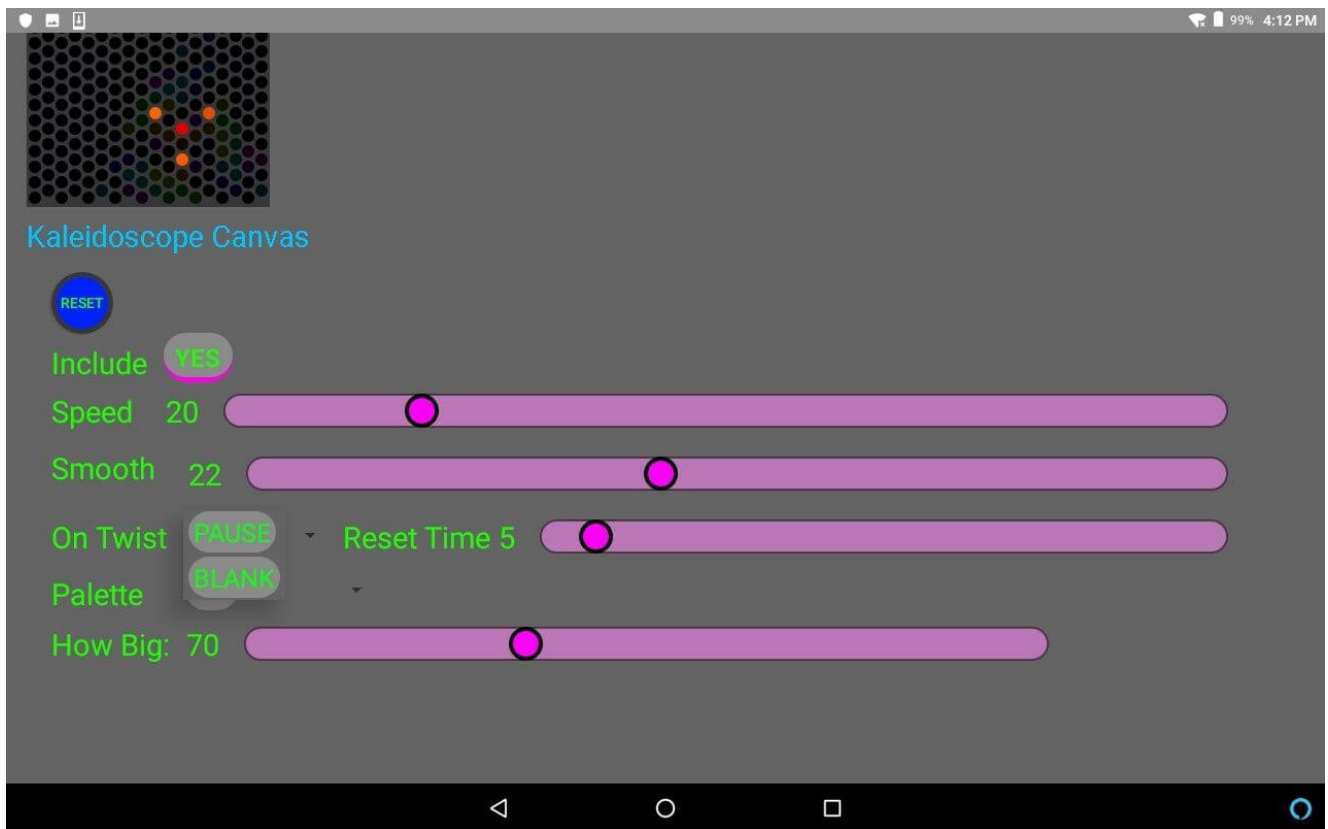 99% 4:12 PM
Kaleidoscope Canvas
RESET
Include YES
Speed 20
Smooth 22
On Twist PAUSE Reset Time 5
BLANK
Palette
How Big: 70